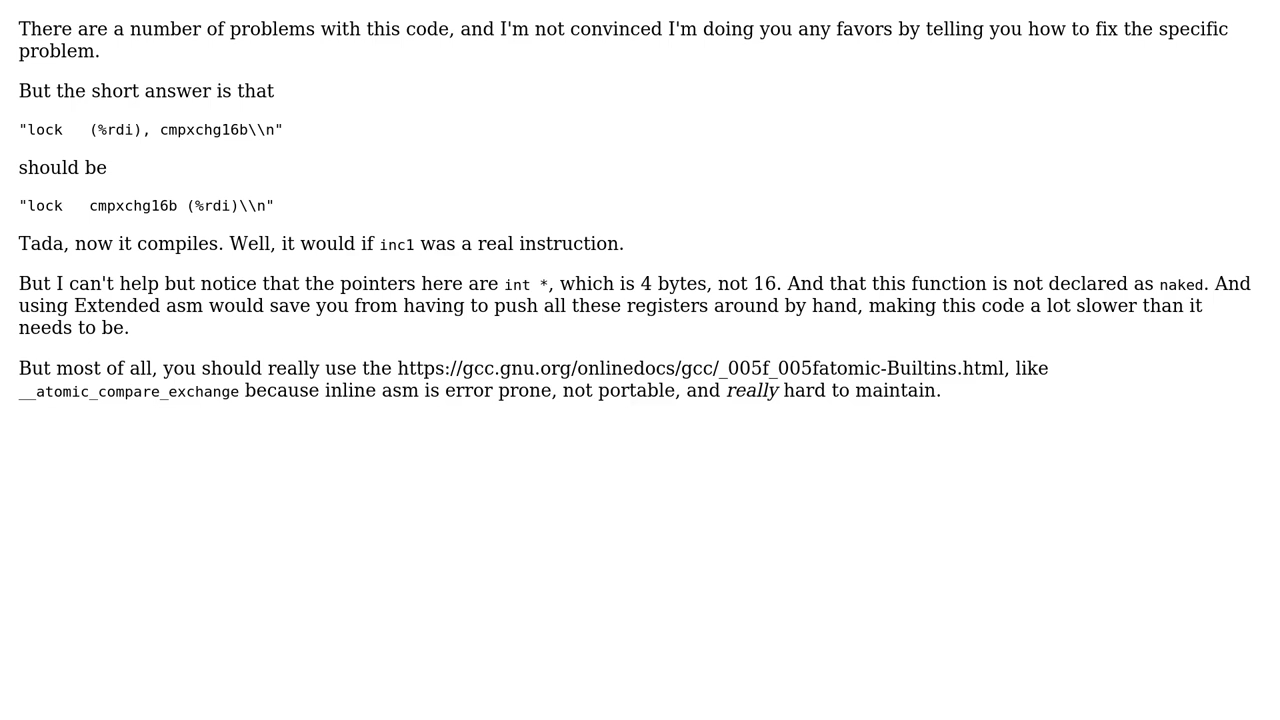 There are a number of problems with this code, and I'm not convinced I'm doing you any favors by telling you how to fix the specific
problem.
But the short answer is that
"lock   (%rdi), cmpxchg16b\\n"
should be
"lock   cmpxchg16b (%rdi)\\n"
Tada, now it compiles. Well, it would if inc1 was a real instruction.
But I can't help but notice that the pointers here are int *, which is 4 bytes, not 16. And that this function is not declared as naked. And
using Extended asm would save you from having to push all these registers around by hand, making this code a lot slower than it
needs to be.
But most of all, you should really use the https://gcc.gnu.org/onlinedocs/gcc/_005f_005fatomic-Builtins.html, like
__atomic_compare_exchange because inline asm is error prone, not portable, and really hard to maintain.